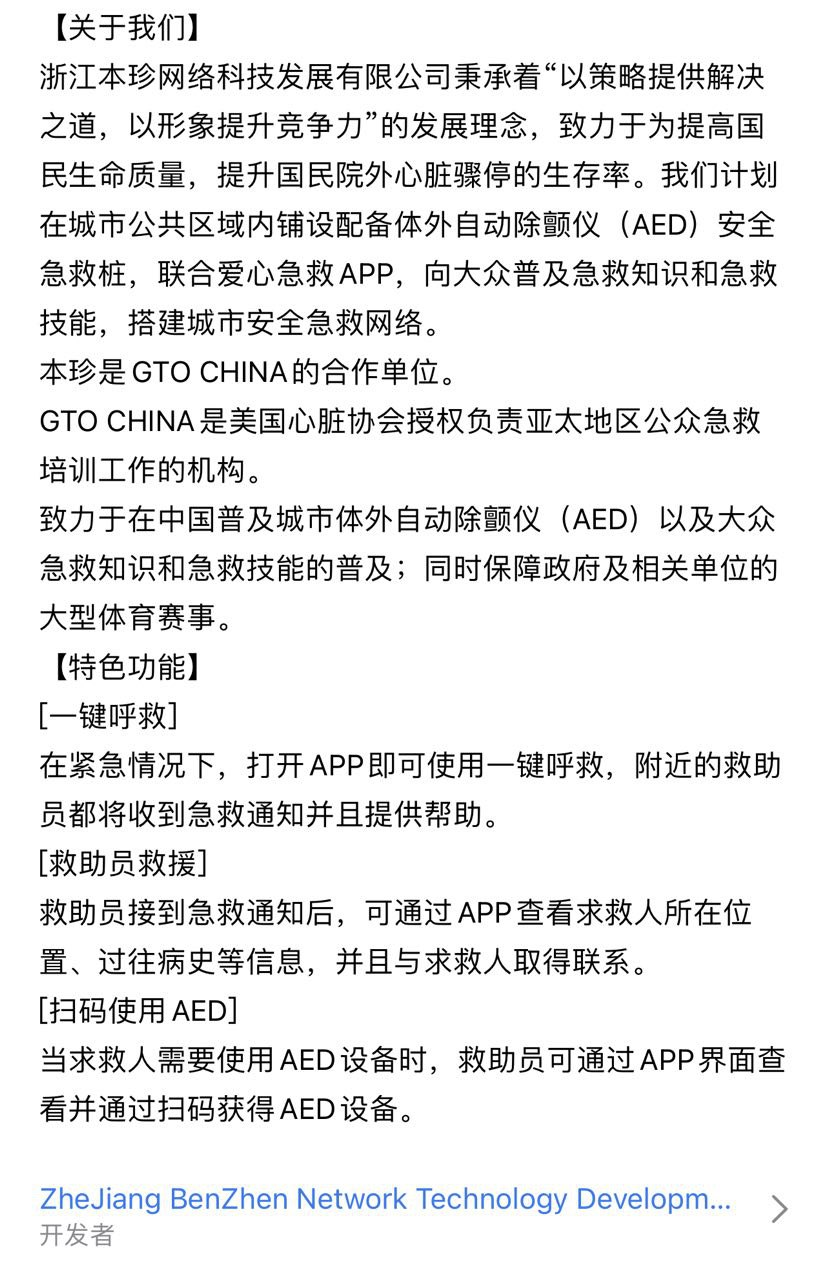 【关于我们】
浙江本珍网络科技发展有限公司秉承着“以策略提供解决
之道，以形象提升竞争力”的发展理念，致力于为提高国
民生命质量，提升国民院外心脏骤停的生存率。我们计划
在城市公共区域内铺设配备体外自动除颤仪（AED）安全
急救桩，联合爱心急救APP，向大众普及急救知识和急救
技能，搭建城市安全急救网络。
本珍是GTO CHINA的合作单位。
GTO CHINA是美国心脏协会授权负责亚太地区公众急救
培训工作的机构。
致力于在中国普及城市体外自动除颤仪（AED）以及大众
急救知识和急救技能的普及；同时保障政府及相关单位的
大型体育赛事。
【特色功能】
[一键呼救]
在紧急情况下，打开APP即可使用一键呼救，附近的救助
员都将收到急救通知并且提供帮助。
[救助员救援]
救助员接到急救通知后，可通过APP查看求救人所在位
置、过往病史等信息，并且与求救人取得联系。
[扫码使用AED]
当求救人需要使用AED设备时，救助员可通过APP界面查
看并通过扫码获得AED设备。
ZheJiang BenZhen Network Technology Developm...
开发者